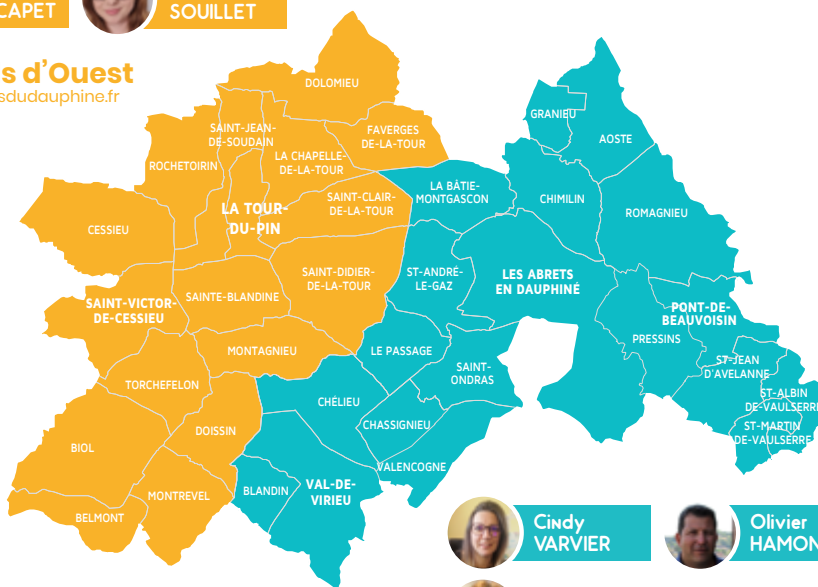 CAPET
SOUILLET
s d'Ouest
sdudauphine.fr
DOLOMIEU
GRANIEU
AOSTE
SAINT-JEAN-
DE-SOUDAIN
FAVERGES
DE-LA-TOUR
ROCHETOIRIN
LA CHAPELLE-
DE-LA-TOUR
LA BÂTIE-
MONTGASCON
CHIMILIN
SAINT-CLAIR-
DE-LA-TOUR
LA TOUR-
DU-PIN
ROMAGNIEU
CESSIEU
SAINT-DIDIER-
DE-LA-TOUR
ST-ANDRÉ-
LE-GAZ
LES ABRETS
EN DAUPHINÉ
SAINTE-BLANDINE
SAINT-VICTOR-
DE-CESSIEU
PONT-DE-
BEAUVOISIN
PRESSINS
MONTAGNIEU
LE PASSAGE
SAINT-
ONDRAS
ST-JEAN
D'AVELANNE
TORCHEFELON
CHÉLIEU
ST-ALBIN
DE-VAULSERRE
CHASSIGNIEU
ST-MARTIN
DE-VAULSERRE
DOISSIN
BIOL
VALENCOGNE
BLANDIN
VAL-DE-
VIRIEU
MONTREVEL
BELMONT
Cindy
VARVIER
Olivier
HAMON